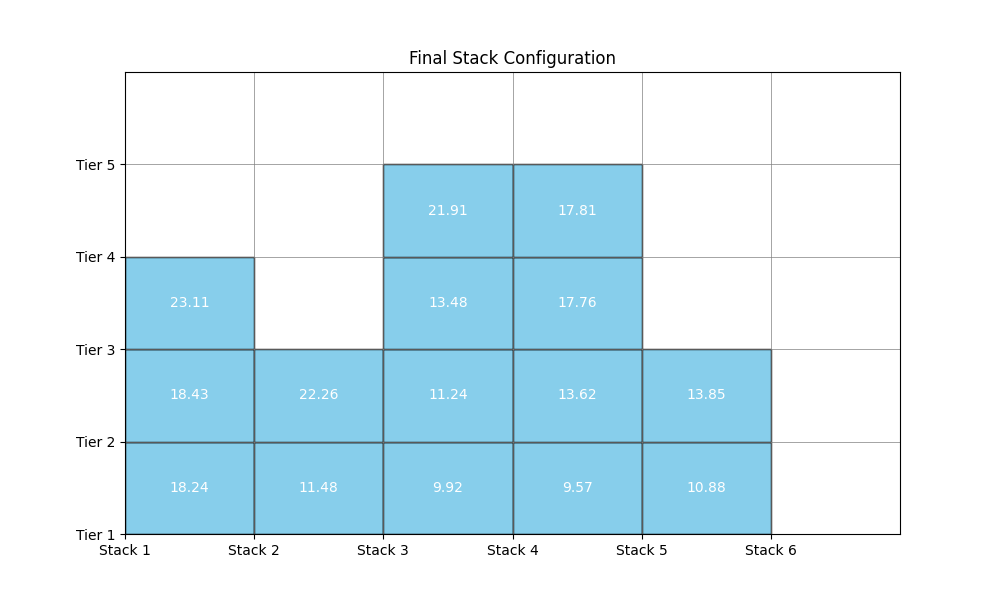 Final Stack Configuration
Tier 5
21.91 17.81
Tier 4
23.11 13.48 17.76
Tier 3
18.43 22.26 11.24 13.62 13.85
Tier 2
18.24 11.48 9.92 9.57 10.88
Tier 1
Stack 1 Stack 2 Stack 3 Stack 4 Stack 5 Stack 6